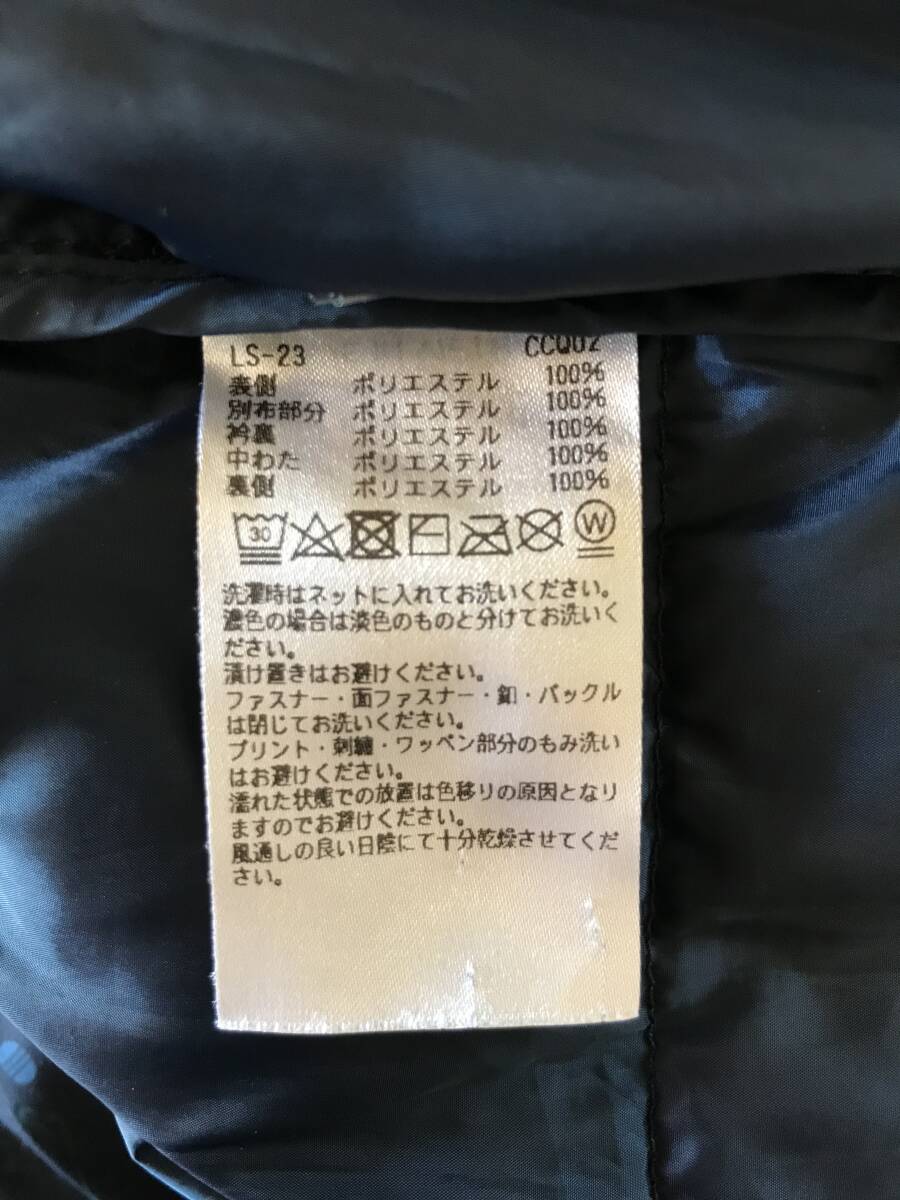 LS-23 CCQ02
表側 ポリエステル 100%
別布部分 ポリエステル 100%
衿裏 ポリエステル 100%
中わた ポリエステル 100%
裏側 ポリエステル 100%
30 W
洗濯時はネットに入れてお洗いください。
濃色の場合は淡色のものと分けてお洗いく
ださい。
漬け置きはお避けください。
ファスナー・面ファスナー・釦・バックル
は閉じてお洗いください。
プリント・刺繍・ワッペン部分のもみ洗い
はお避けください。
濡れた状態での放置は色移りの原因となり
ますのでお避けください。
風通しの良い日陰にて十分乾燥させてくだ
さい。